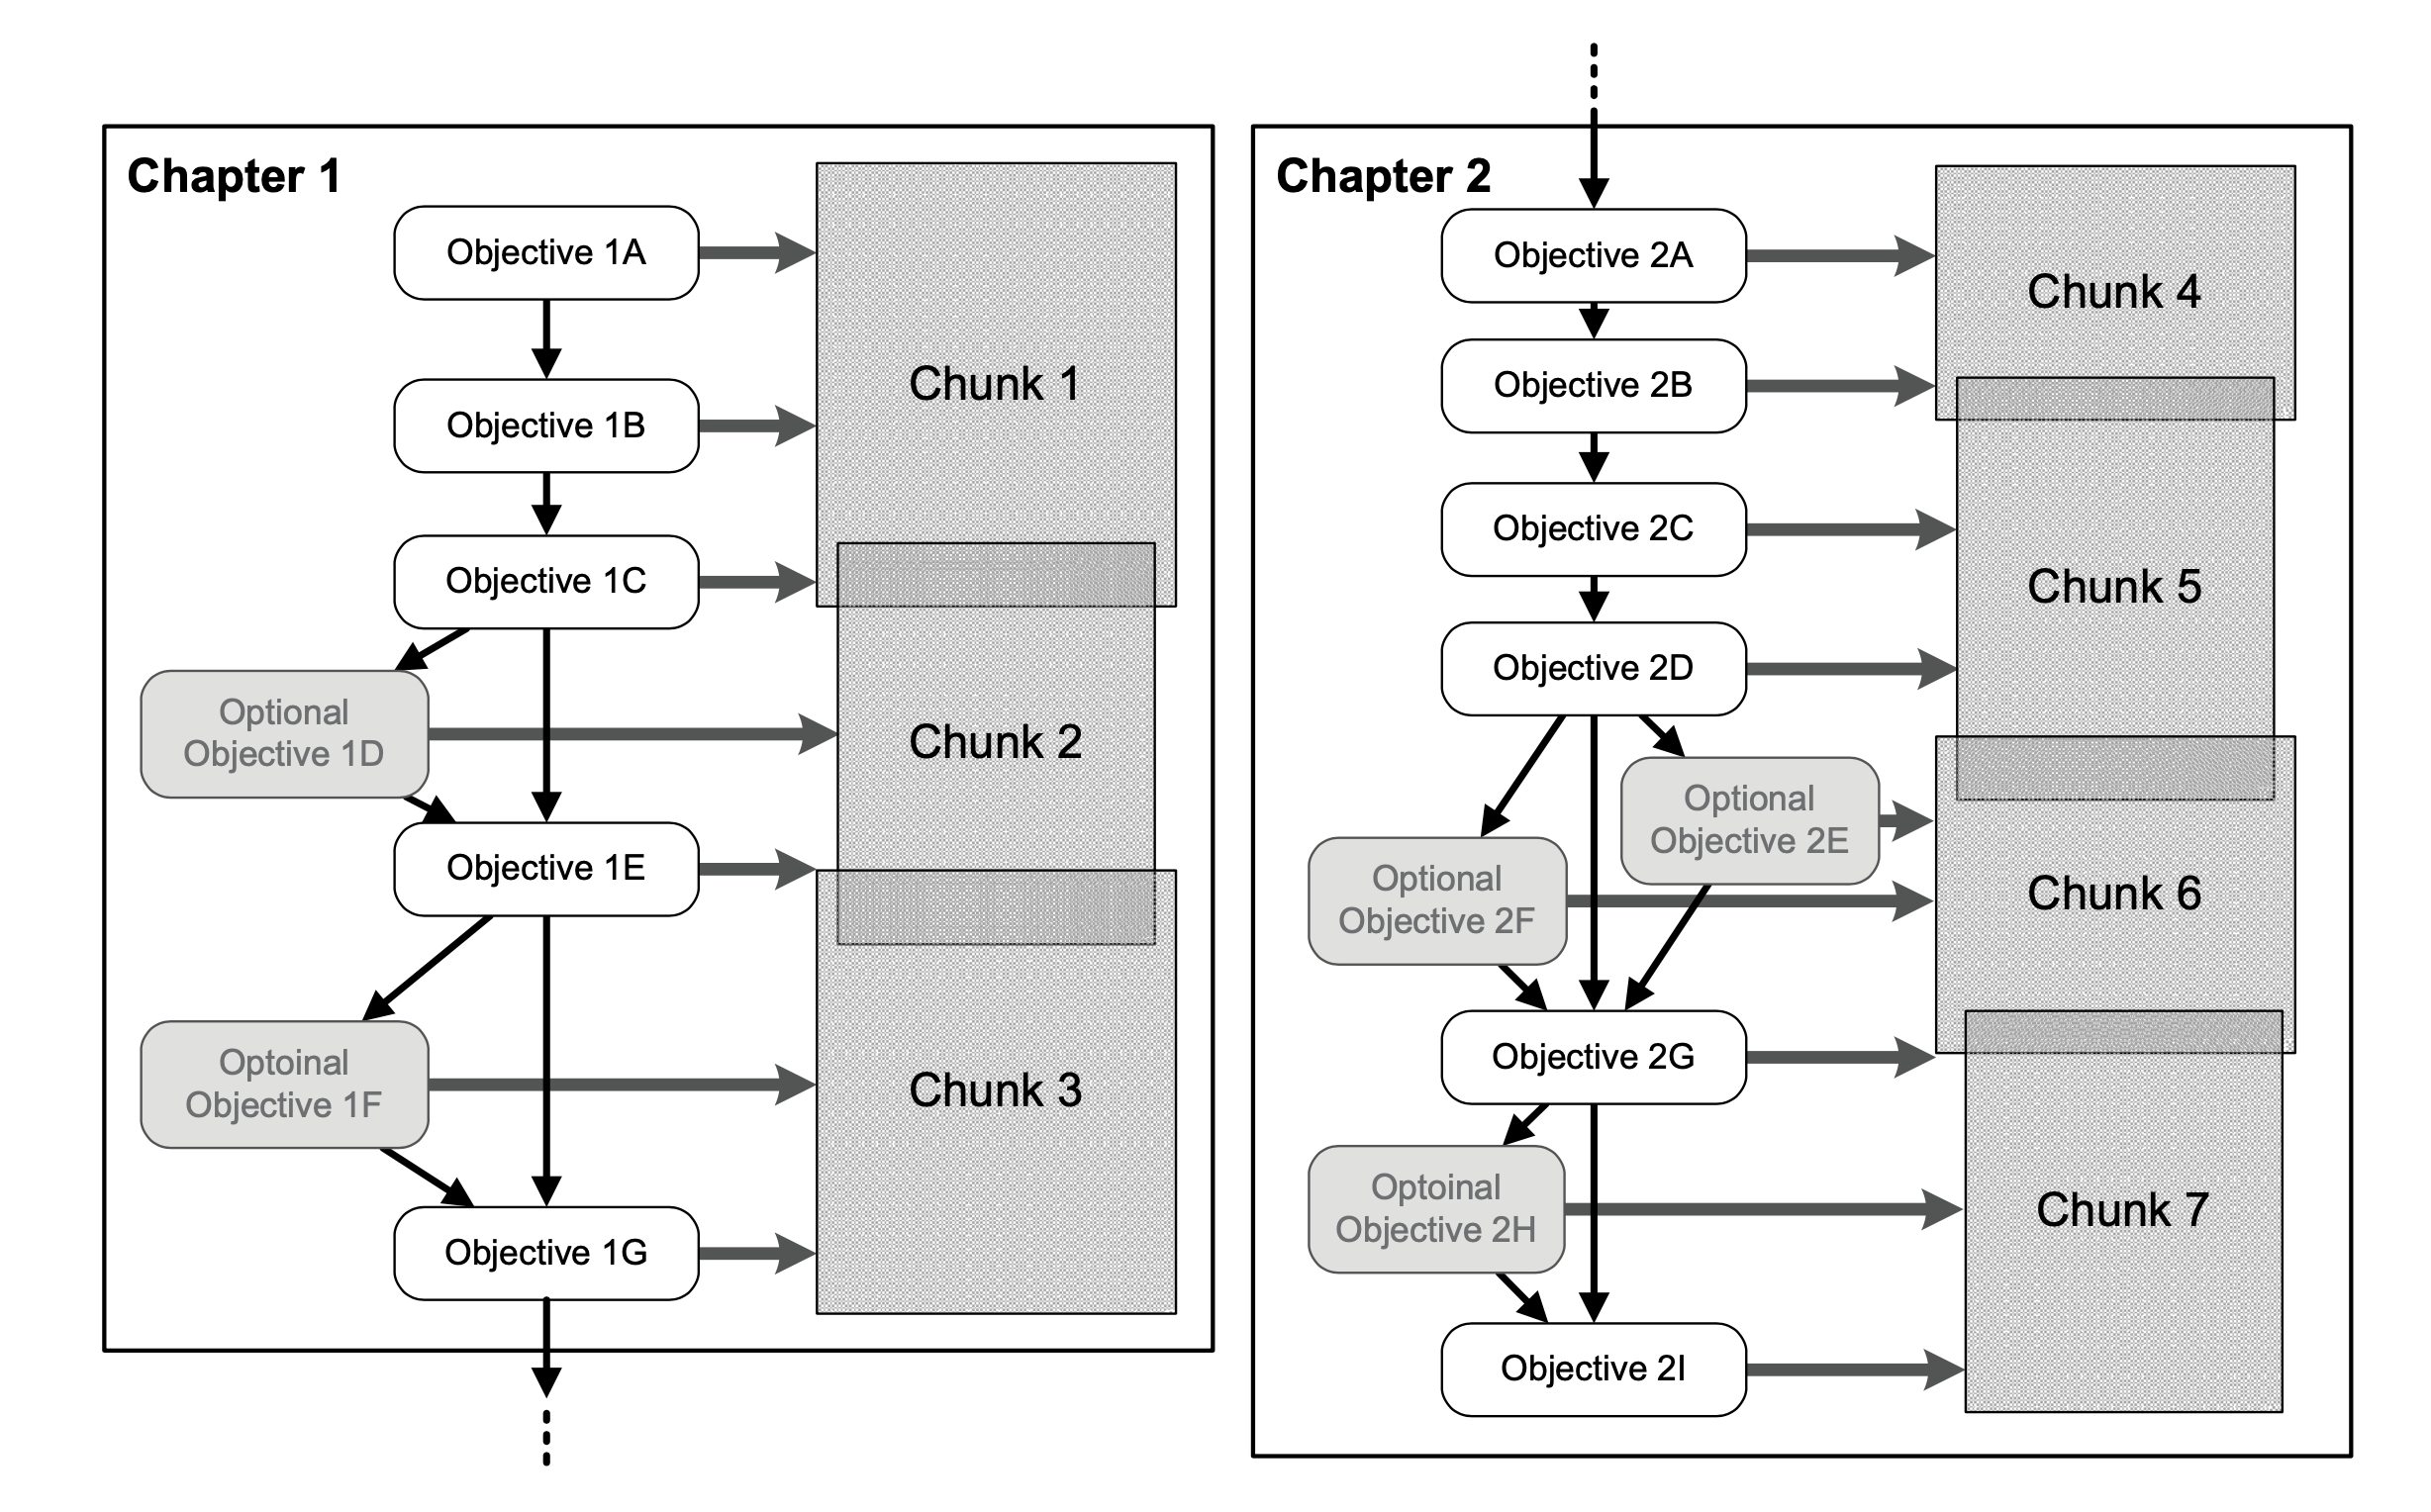 Chapter 1
Objective 1A
Chunk 1
Objective 1B
Objective 1C
Optional
Objective 1D
Chunk 2
Objective 1E
Optoinal
Objective 1F
Chunk 3
Objective 1G
Chapter 2
Objective 2A
Chunk 4
Objective 2B
Objective 2C
Chunk 5
Objective 2D
Optional
Objective 2E
Optional
Objective 2F
Chunk 6
Objective 2G
Optoinal
Objective 2H
Chunk 7
Objective 2I